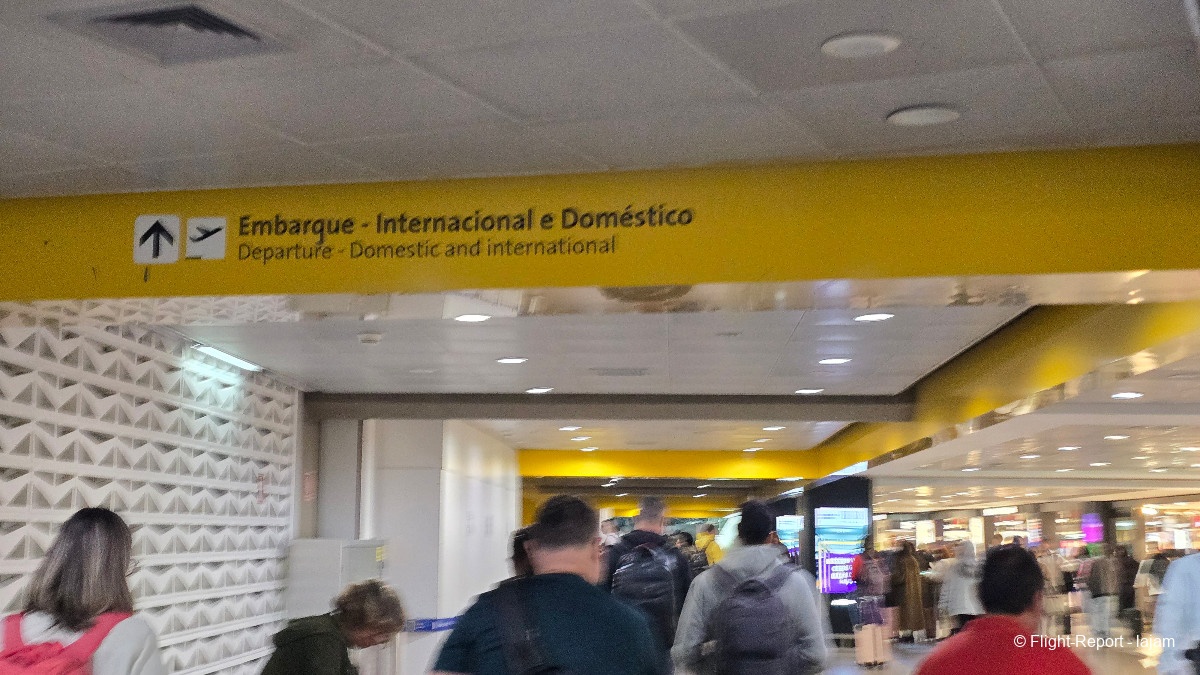 Embarque - Internacional e Doméstico
Departure - Domestic and international
© Flight-Report - laiam